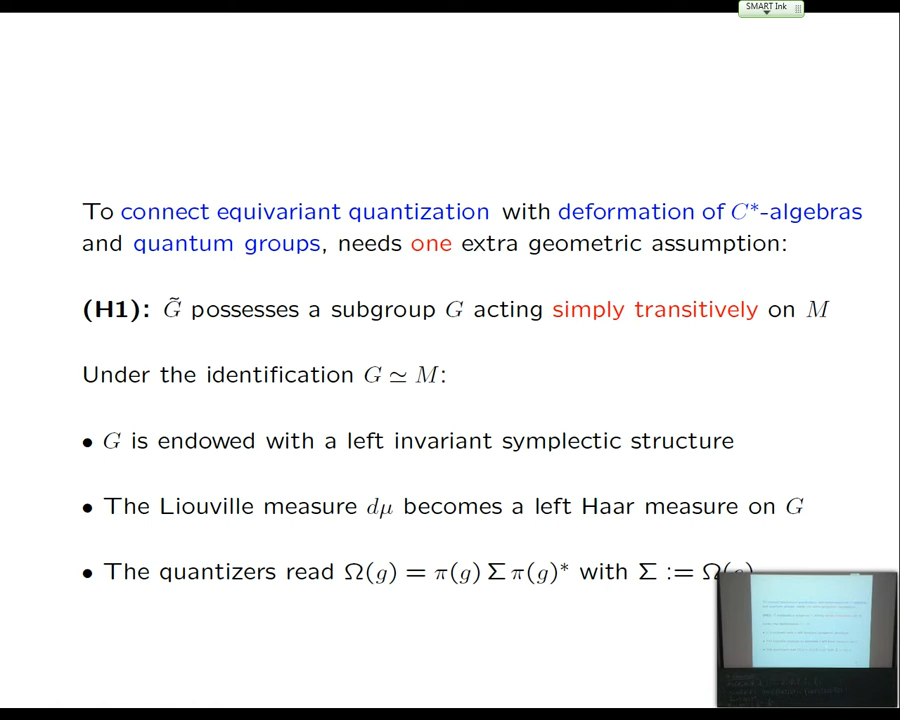 SMART Ink
To connect equivariant quantization with deformation of C*-algebras
and quantum groups, needs one extra geometric assumption:
(H1): G̃ possesses a subgroup G acting simply transitively on M
Under the identification G ≃ M:
• G is endowed with a left invariant symplectic structure
• The Liouville measure dμ becomes a left Haar measure on G
• The quantizers read Ω(g) = π(g) Σ π(g)* with Σ := Ω(e)